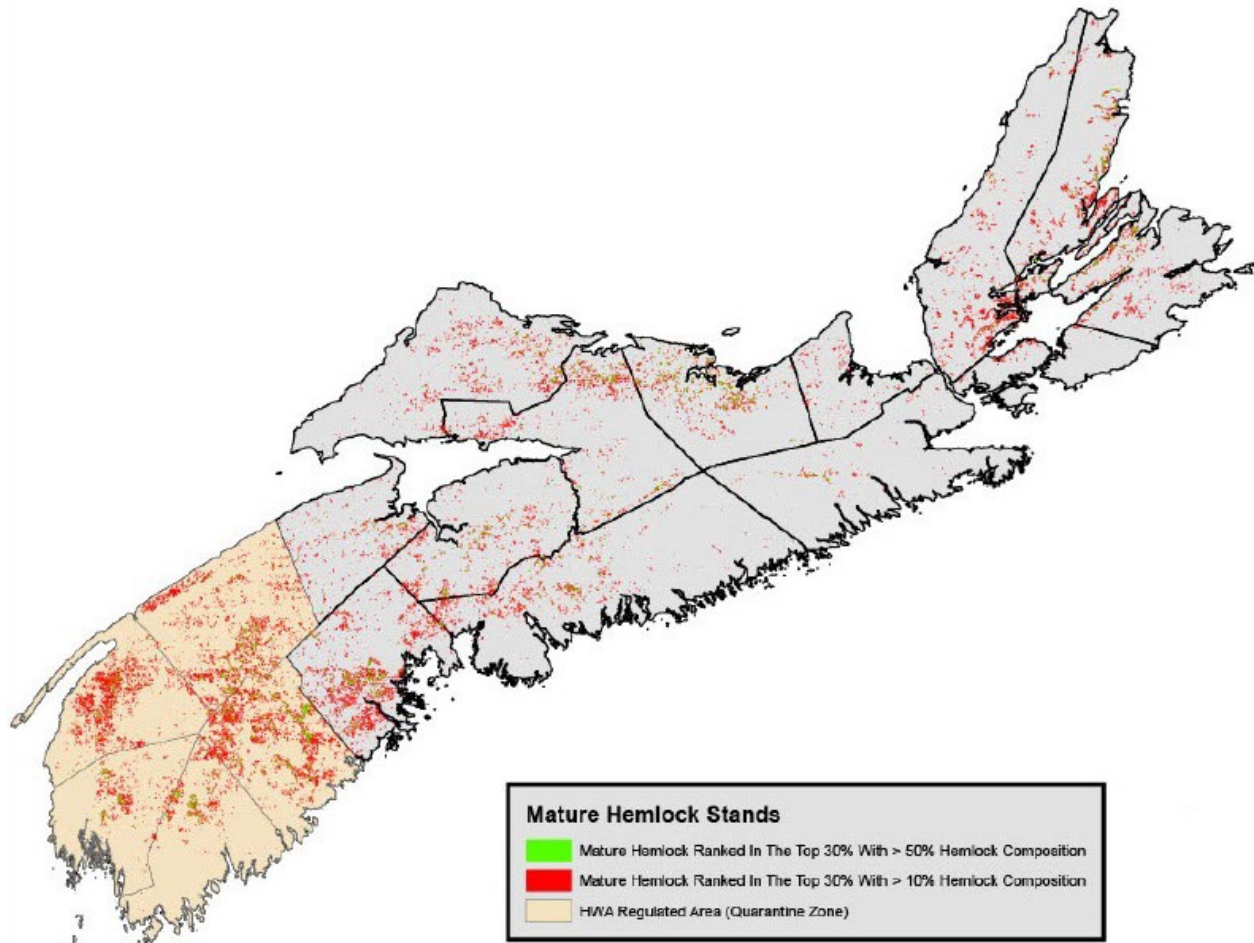 Mature Hemlock Stands
Mature Hemlock Ranked In The Top 30% With > 50% Hemlock Composition
Mature Hemlock Ranked In The Top 30% With > 10% Hemlock Composition
HWA Regulated Area (Quarantine Zone)